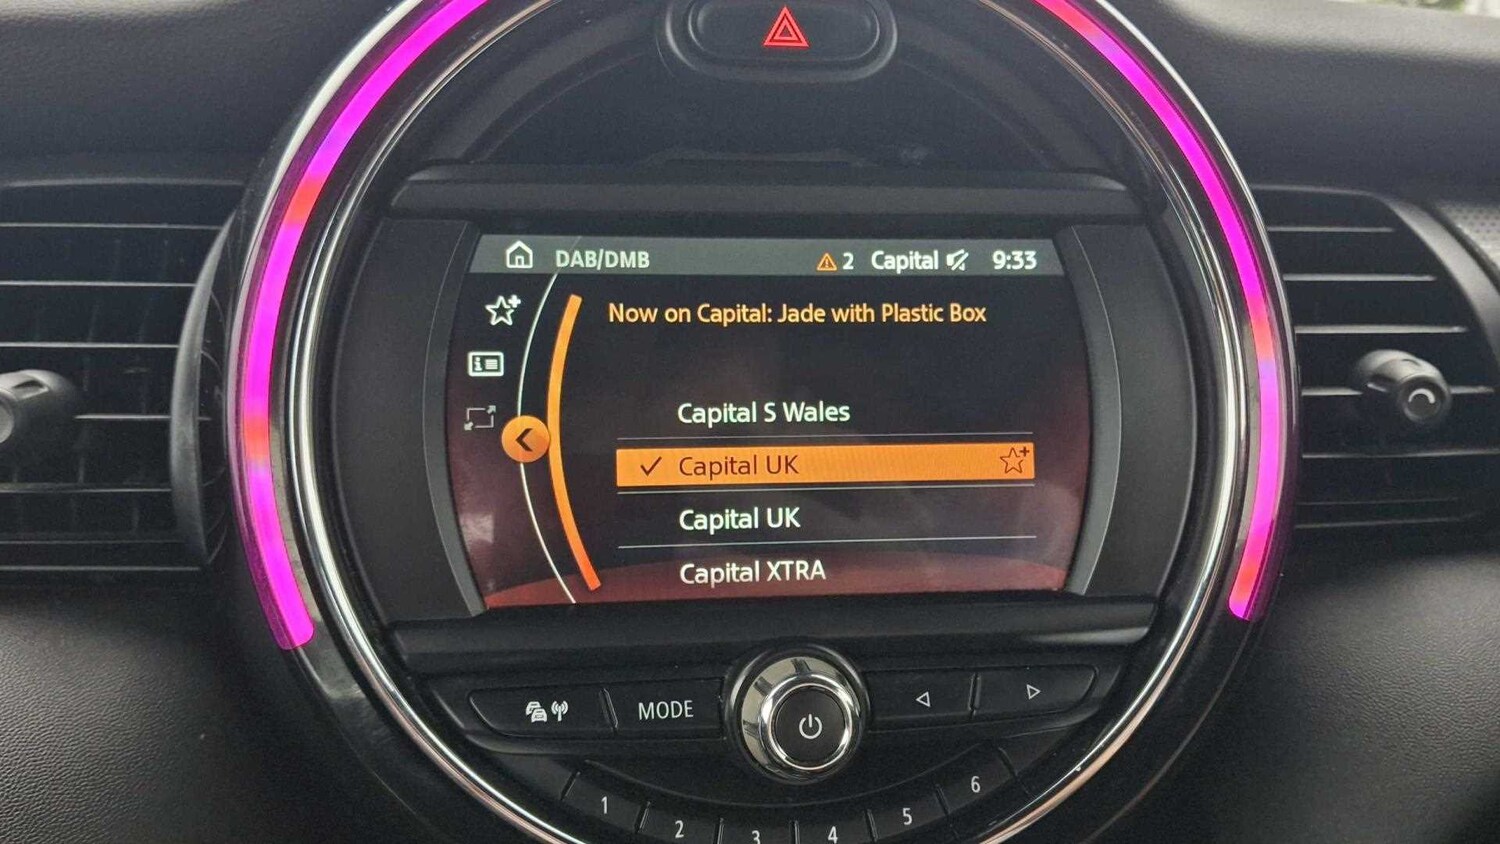 DAB/DMB 2 Capital 9:33
Now on Capital: Jade with Plastic Box
Capital S Wales
Capital UK
Capital UK
Capital XTRA
MODE
1 2 3 4 5 6